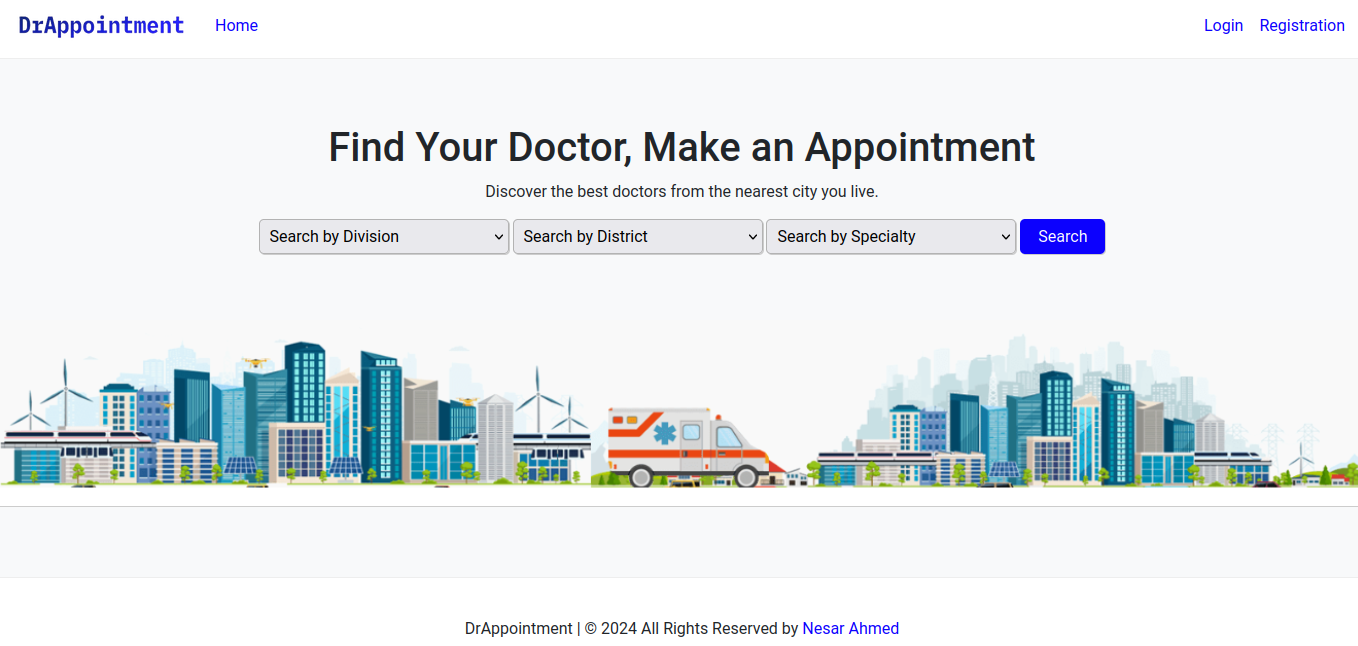 DrAppointment Home Login Registration
Find Your Doctor, Make an Appointment
Discover the best doctors from the nearest city you live.
Search by Division Search by District Search by Specialty Search
DrAppointment | © 2024 All Rights Reserved by Nesar Ahmed